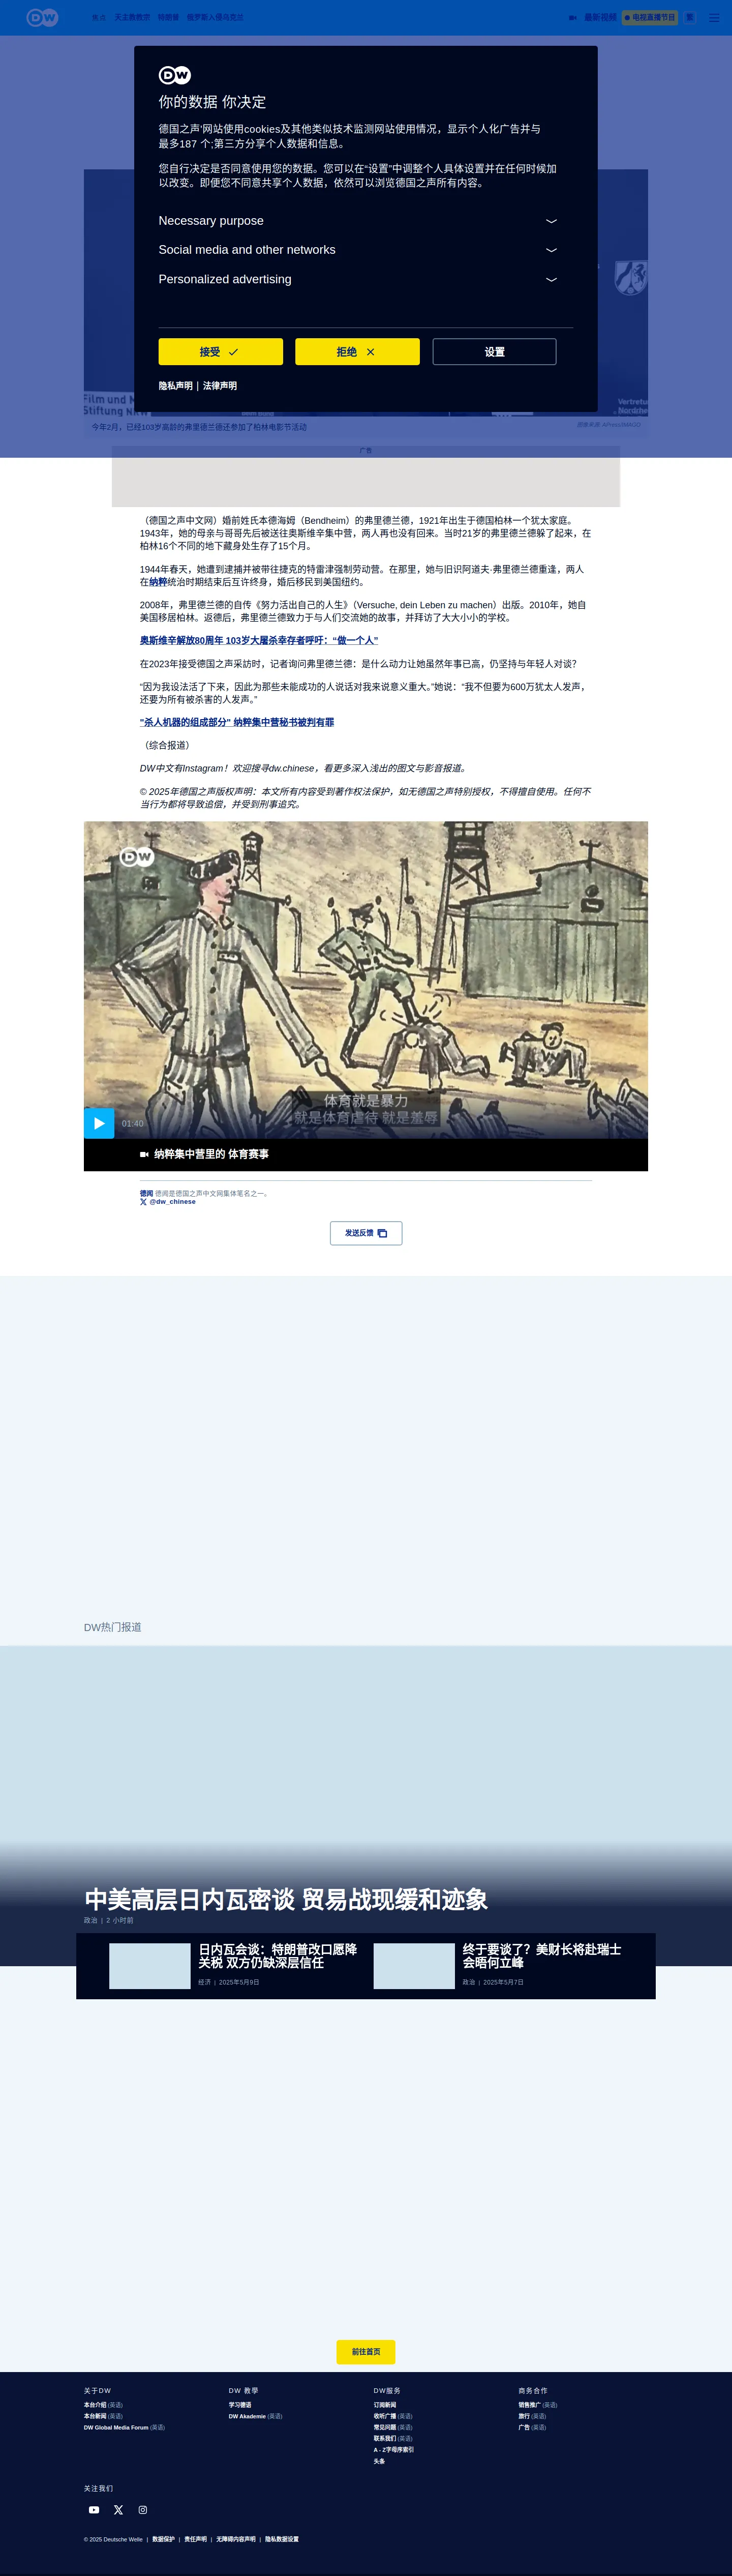 DW
热点 天主教教宗 特朗普 俄罗斯入侵乌克兰
最新视频 电视直播节目 繁
DW
你的数据 你决定
德国之声'网站使用cookies及其他类似技术监测网站使用情况，显示个人化广告并与
最多187 个;第三方分享个人数据和信息。
您自行决定是否同意使用您的数据。您可以在“设置”中调整个人具体设置并在任何时候加
以改变。即便您不同意共享个人数据，依然可以浏览德国之声所有内容。
Necessary purpose
Social media and other networks
Personalized advertising
接受
拒绝
设置
隐私声明 | 法律声明
Film und M
Stiftung NRW
Vertretu
Nordrhe
今年2月，已经103岁高龄的弗里德兰德还参加了柏林电影节活动
广告
（德国之声中文网）婚前姓氏本德海姆（Bendheim）的弗里德兰德，1921年出生于德国柏林一个犹太家庭。
1943年，她的母亲与哥哥先后被送往奥斯维辛集中营，两人再也没有回来。当时21岁的弗里德兰德躲了起来，在
柏林16个不同的地下藏身处生存了15个月。
1944年春天，她遭到逮捕并被带往捷克的特雷津强制劳动营。在那里，她与旧识阿道夫·弗里德兰德重逢，两人
在纳粹统治时期结束后互许终身，婚后移民到美国纽约。
2008年，弗里德兰德的自传《努力活出自己的人生》（Versuche, dein Leben zu machen）出版。2010年，她自
美国移居柏林。返德后，弗里德兰德致力于与人们交流她的故事，并拜访了大大小小的学校。
奥斯维辛解放80周年 103岁大屠杀幸存者呼吁：“做一个人”
在2023年接受德国之声采访时，记者询问弗里德兰德：是什么动力让她虽然年事已高，仍坚持与年轻人对谈？
“因为我设法活了下来，因此为那些未能成功的人说话对我来说意义重大。”她说：“我不但要为600万犹太人发声，
还要为所有被杀害的人发声。”
"杀人机器的组成部分" 纳粹集中营秘书被判有罪
（综合报道）
DW中文有Instagram！欢迎搜寻dw.chinese，看更多深入浅出的图文与影音报道。
© 2025年德国之声版权声明：本文所有内容受到著作权法保护，如无德国之声特别授权，不得擅自使用。任何不
当行为都将导致追偿，并受到刑事追究。
DW
体育就是暴力
就是体育虐待 就是羞辱
01:40
纳粹集中营里的 体育赛事
德闻 德闻是德国之声中文网集体笔名之一。
@dw_chinese
发送反馈
DW热门报道
中美高层日内瓦密谈 贸易战现缓和迹象
政治 | 2 小时前
日内瓦会谈：特朗普改口愿降
关税 双方仍缺深层信任
经济 | 2025年5月9日
终于要谈了？美财长将赴瑞士
会晤何立峰
政治 | 2025年5月7日
前往首页
关于DW
本台介绍 (英语)
本台新闻 (英语)
DW Global Media Forum (英语)
DW 教學
学习德语
DW Akademie (英语)
DW服务
订阅新闻
收听广播 (英语)
常见问题 (英语)
联系我们 (英语)
A - Z字母序索引
头条
商务合作
销售推广 (英语)
旅行 (英语)
广告 (英语)
关注我们
© 2025 Deutsche Welle | 数据保护 | 责任声明 | 无障碍内容声明 | 隐私数据设置